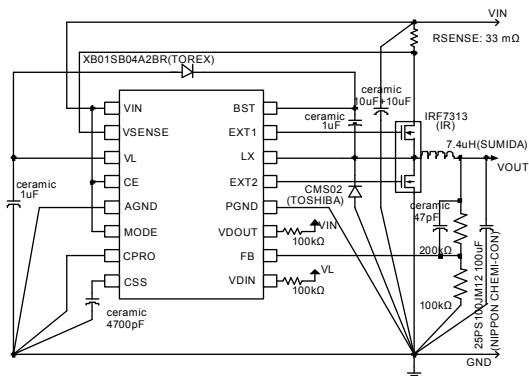 VIN
RSENSE: 33 mΩ
XB01SB04A2BR(TOREX)
ceramic
10uF+10uF
IRF7313
(IR)
VIN
BST
ceramic
1uF
VSENSE
EXT1
7.4uH(SUMIDA)
VL
LX
VOUT
ceramic
1uF
CE
EXT2
CMS02
(TOSHIBA)
AGND
PGND
ceramic
47pF
MODE
VDOUT
VIN
100kΩ
200kΩ
CPRO
FB
VL
CSS
VDIN
100kΩ
100kΩ
ceramic
4700pF
25PS100JM12 100uF
(NIPPON CHEMI-CON)
GND